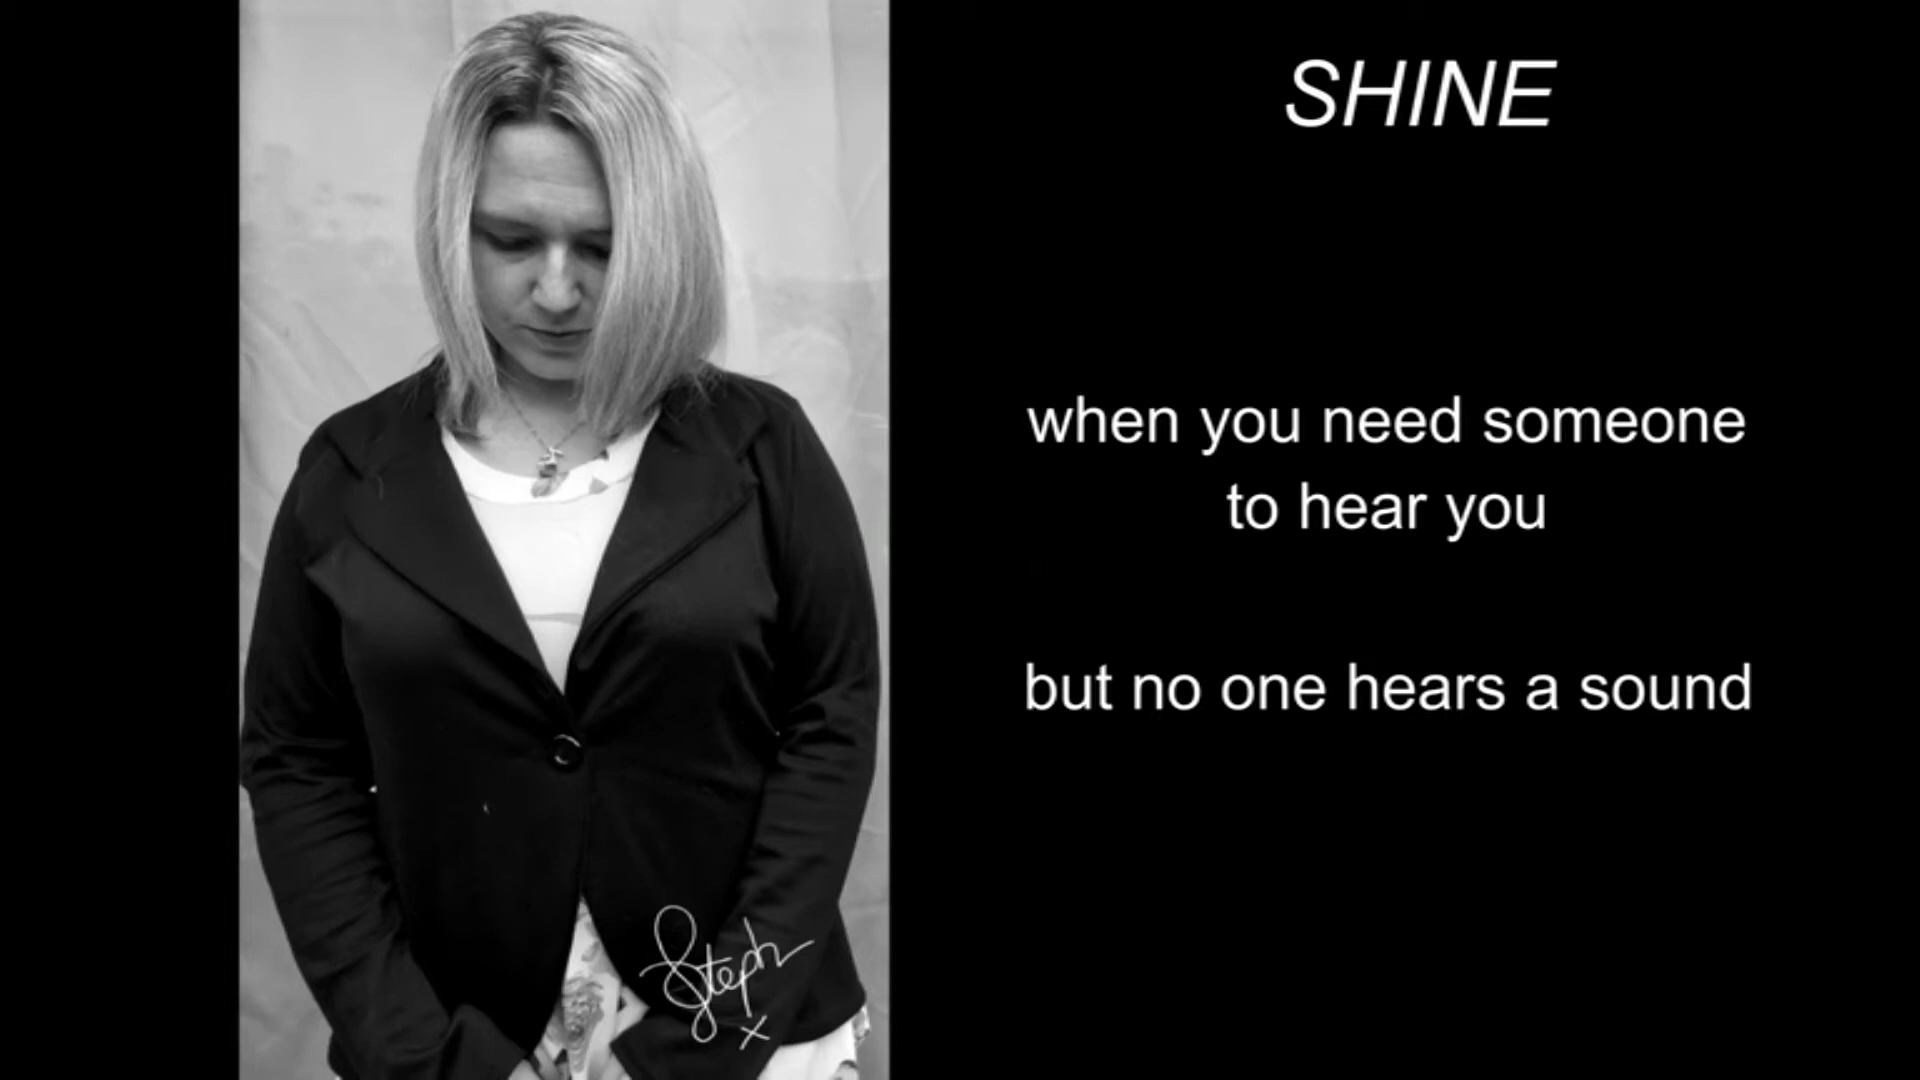 SHINE
when you need someone
to hear you
but no one hears a sound
Steph
x